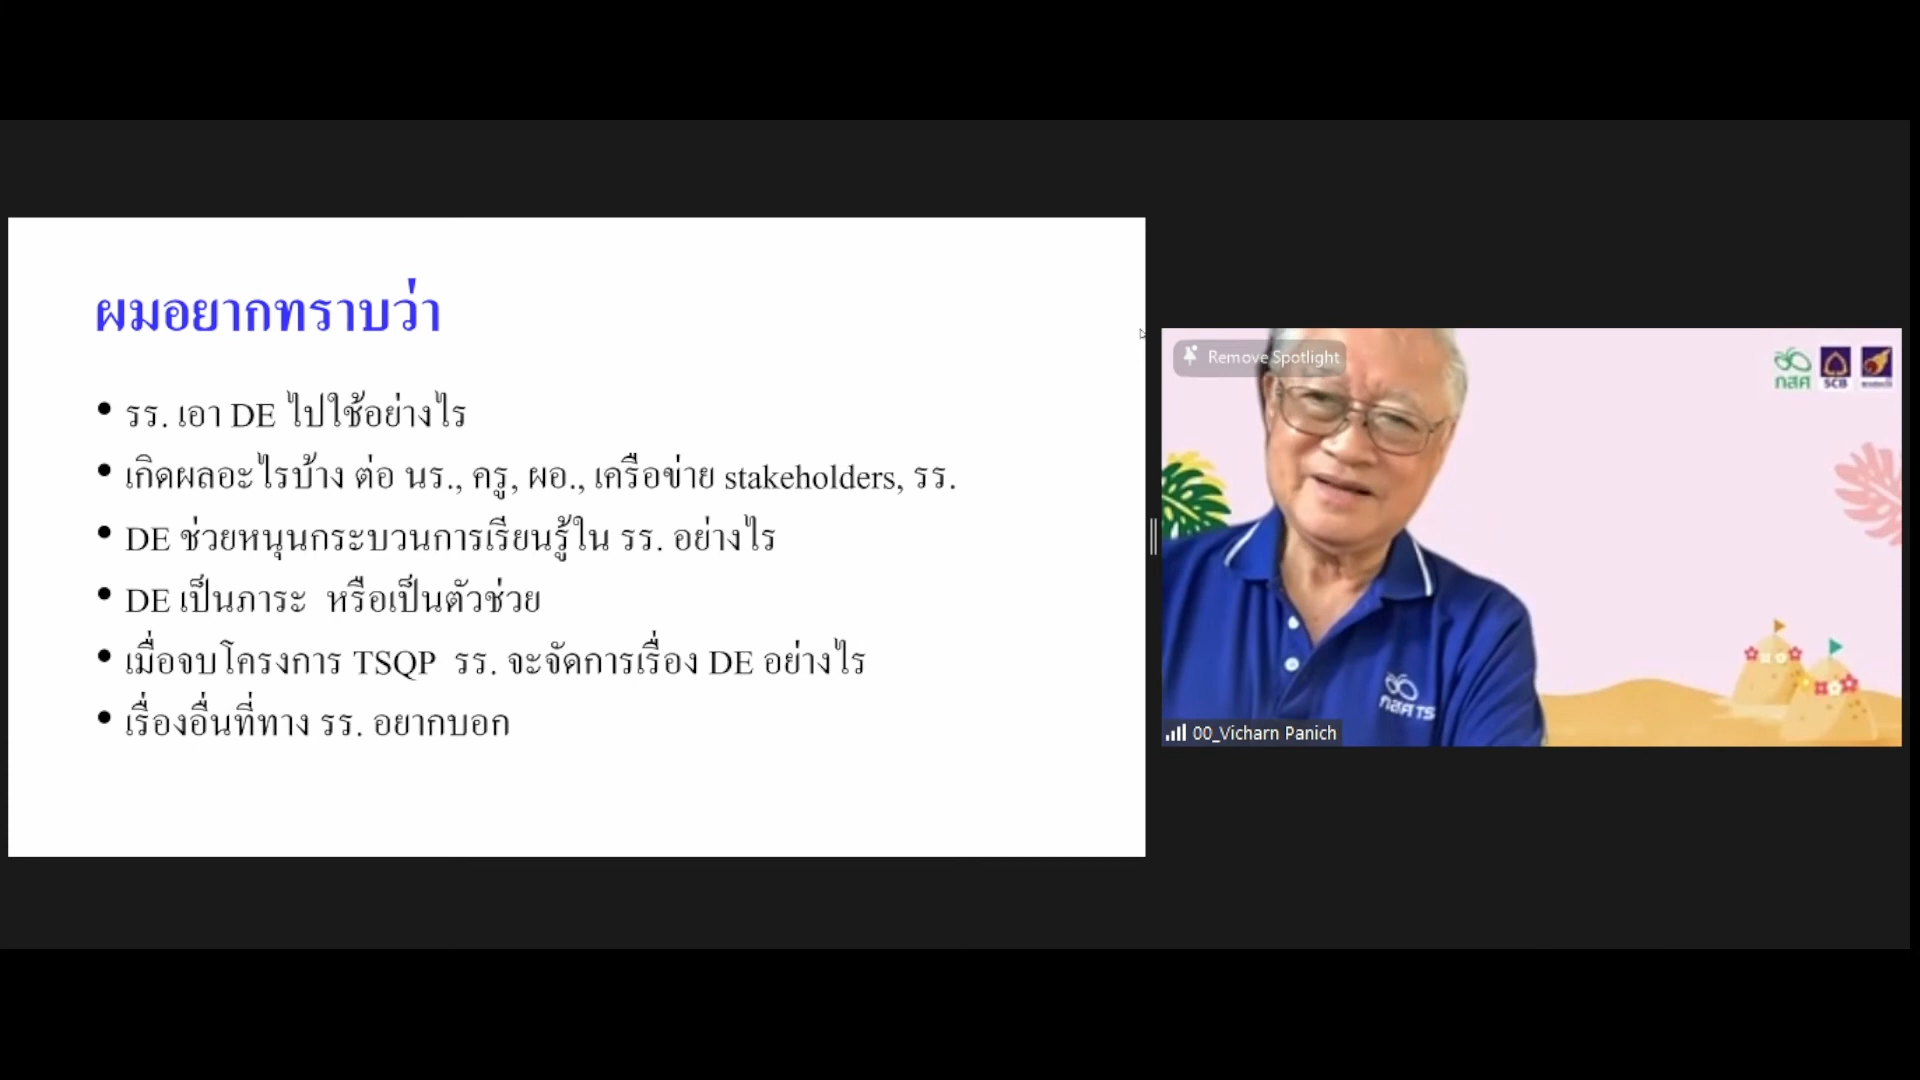 ผมอยากทราบว่า
• รร. เอา DE ไปใช้อย่างไร
• เกิดผลอะไรบ้าง ต่อ นร., ครู, ผอ., เครือข่าย stakeholders, รร.
• DE ช่วยหนุนกระบวนการเรียนรู้ใน รร. อย่างไร
• DE เป็นภาระ หรือเป็นตัวช่วย
• เมื่อจบโครงการ TSQP รร. จะจัดการเรื่อง DE อย่างไร
• เรื่องอื่นที่ทาง รร. อยากบอก
Remove Spotlight
กสศ SCB
กสศ TS
00_Vicharn Panich